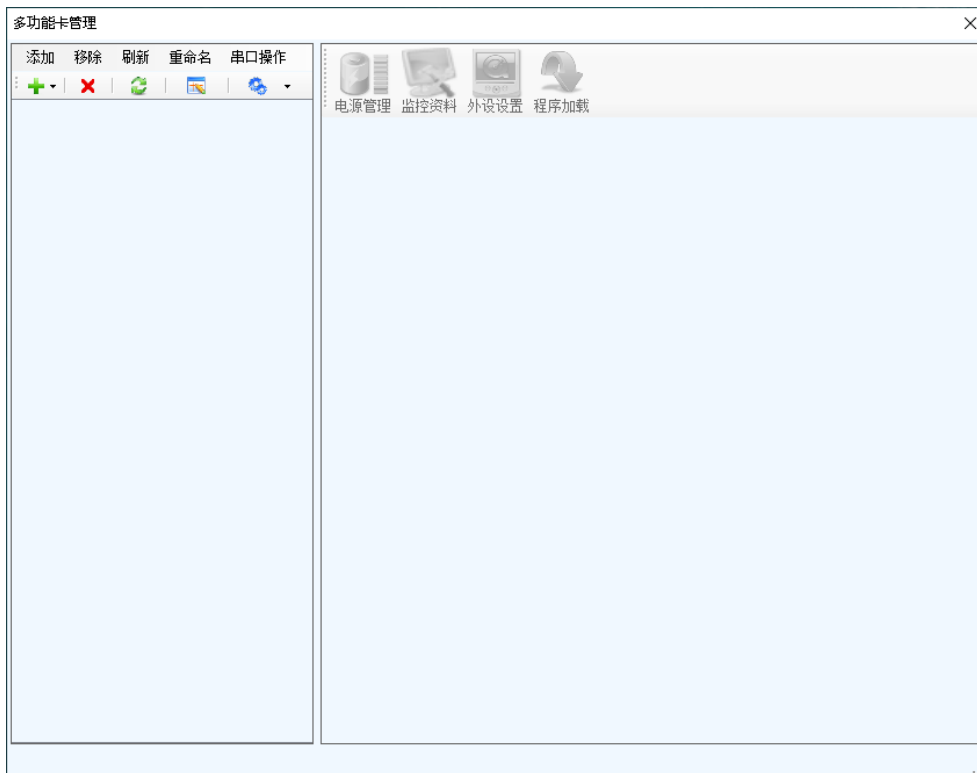 多功能卡管理
添加 移除 刷新 重命名 串口操作
电源管理 监控资料 外设设置 程序加载